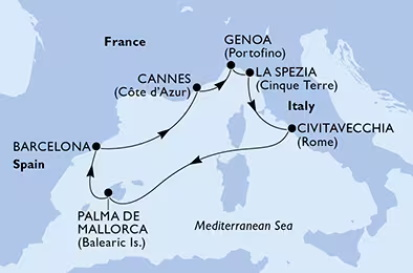 GENOA
(Portofino)
France
CANNES
(Côte d'Azur)
LA SPEZIA
(Cinque Terre)
Italy
CIVITAVECCHIA
(Rome)
BARCELONA
Spain
PALMA DE
MALLORCA
(Balearic Is.)
Mediterranean Sea